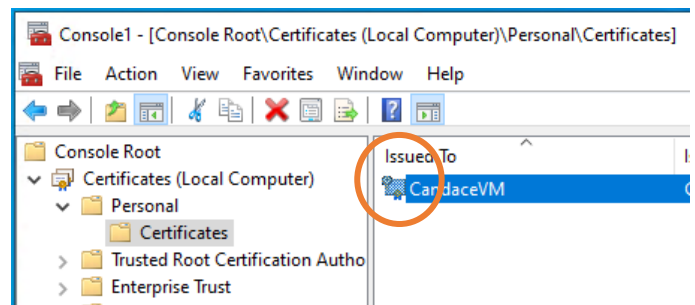 Console1 - [Console Root\Certificates (Local Computer)\Personal\Certificates]
File Action View Favorites Window Help
Console Root
Certificates (Local Computer)
Personal
Certificates
Trusted Root Certification Autho
Enterprise Trust
Issued To
CandaceVM